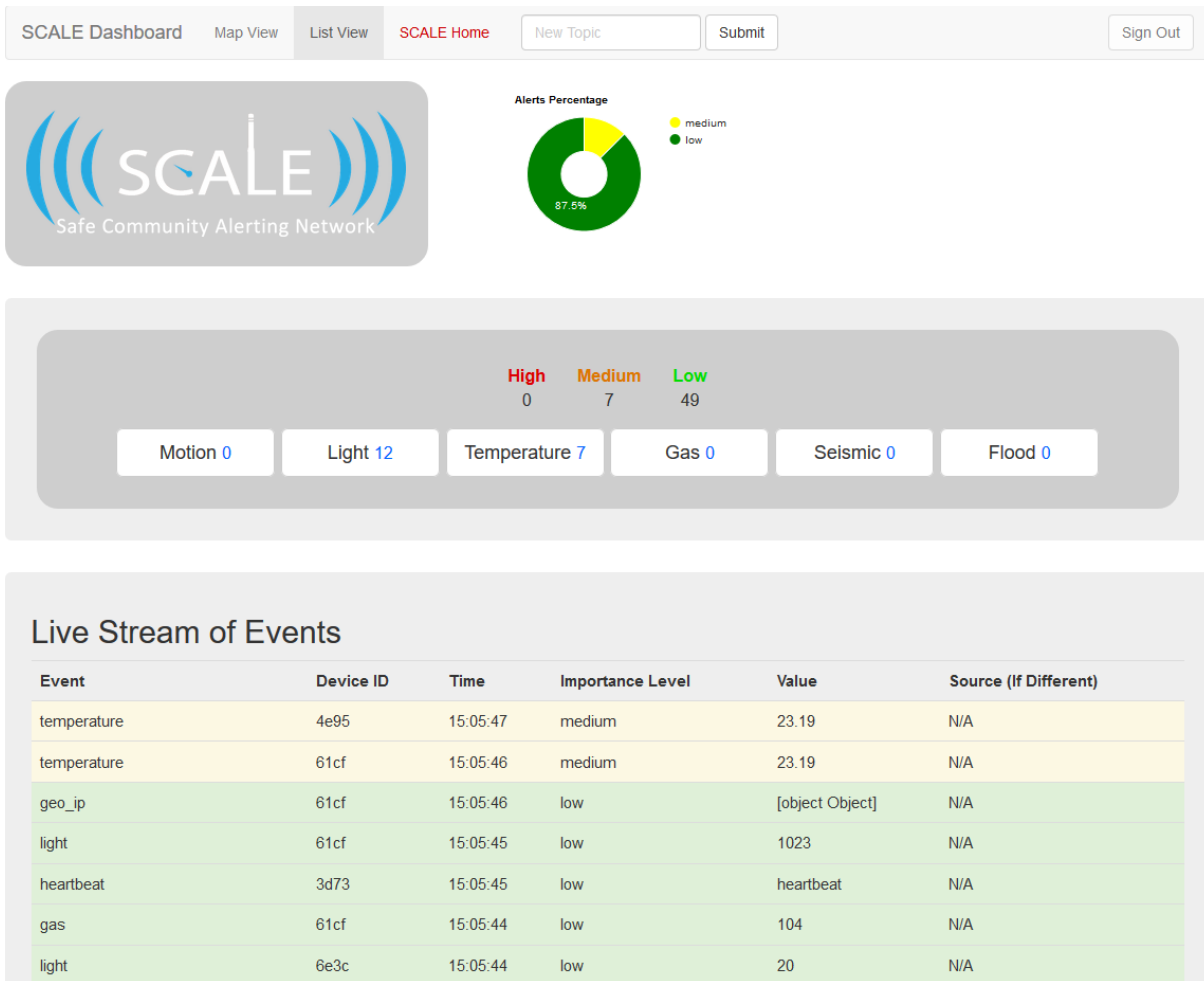 SCALE Dashboard Map View List View SCALE Home New Topic Submit Sign Out
SCALE
Safe Community Alerting Network
Alerts Percentage
medium
low
87.5%
High Medium Low
0 7 49
Motion 0 Light 12 Temperature 7 Gas 0 Seismic 0 Flood 0
Live Stream of Events
Event Device ID Time Importance Level Value Source (If Different)
temperature 4e95 15:05:47 medium 23.19 N/A
temperature 61cf 15:05:46 medium 23.19 N/A
geo_ip 61cf 15:05:46 low [object Object] N/A
light 61cf 15:05:45 low 1023 N/A
heartbeat 3d73 15:05:45 low heartbeat N/A
gas 61cf 15:05:44 low 104 N/A
light 6e3c 15:05:44 low 20 N/A